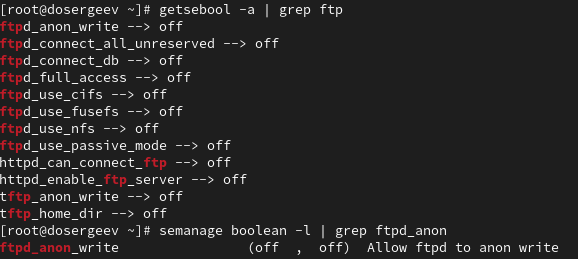 [root@dosergeev ~]# getsebool -a | grep ftp
ftpd_anon_write --> off
ftpd_connect_all_unreserved --> off
ftpd_connect_db --> off
ftpd_full_access --> off
ftpd_use_cifs --> off
ftpd_use_fusefs --> off
ftpd_use_nfs --> off
ftpd_use_passive_mode --> off
httpd_can_connect_ftp --> off
httpd_enable_ftp_server --> off
tftp_anon_write --> off
tftp_home_dir --> off
[root@dosergeev ~]# semanage boolean -l | grep ftpd_anon
ftpd_anon_write                (off  ,  off)  Allow ftpd to anon write